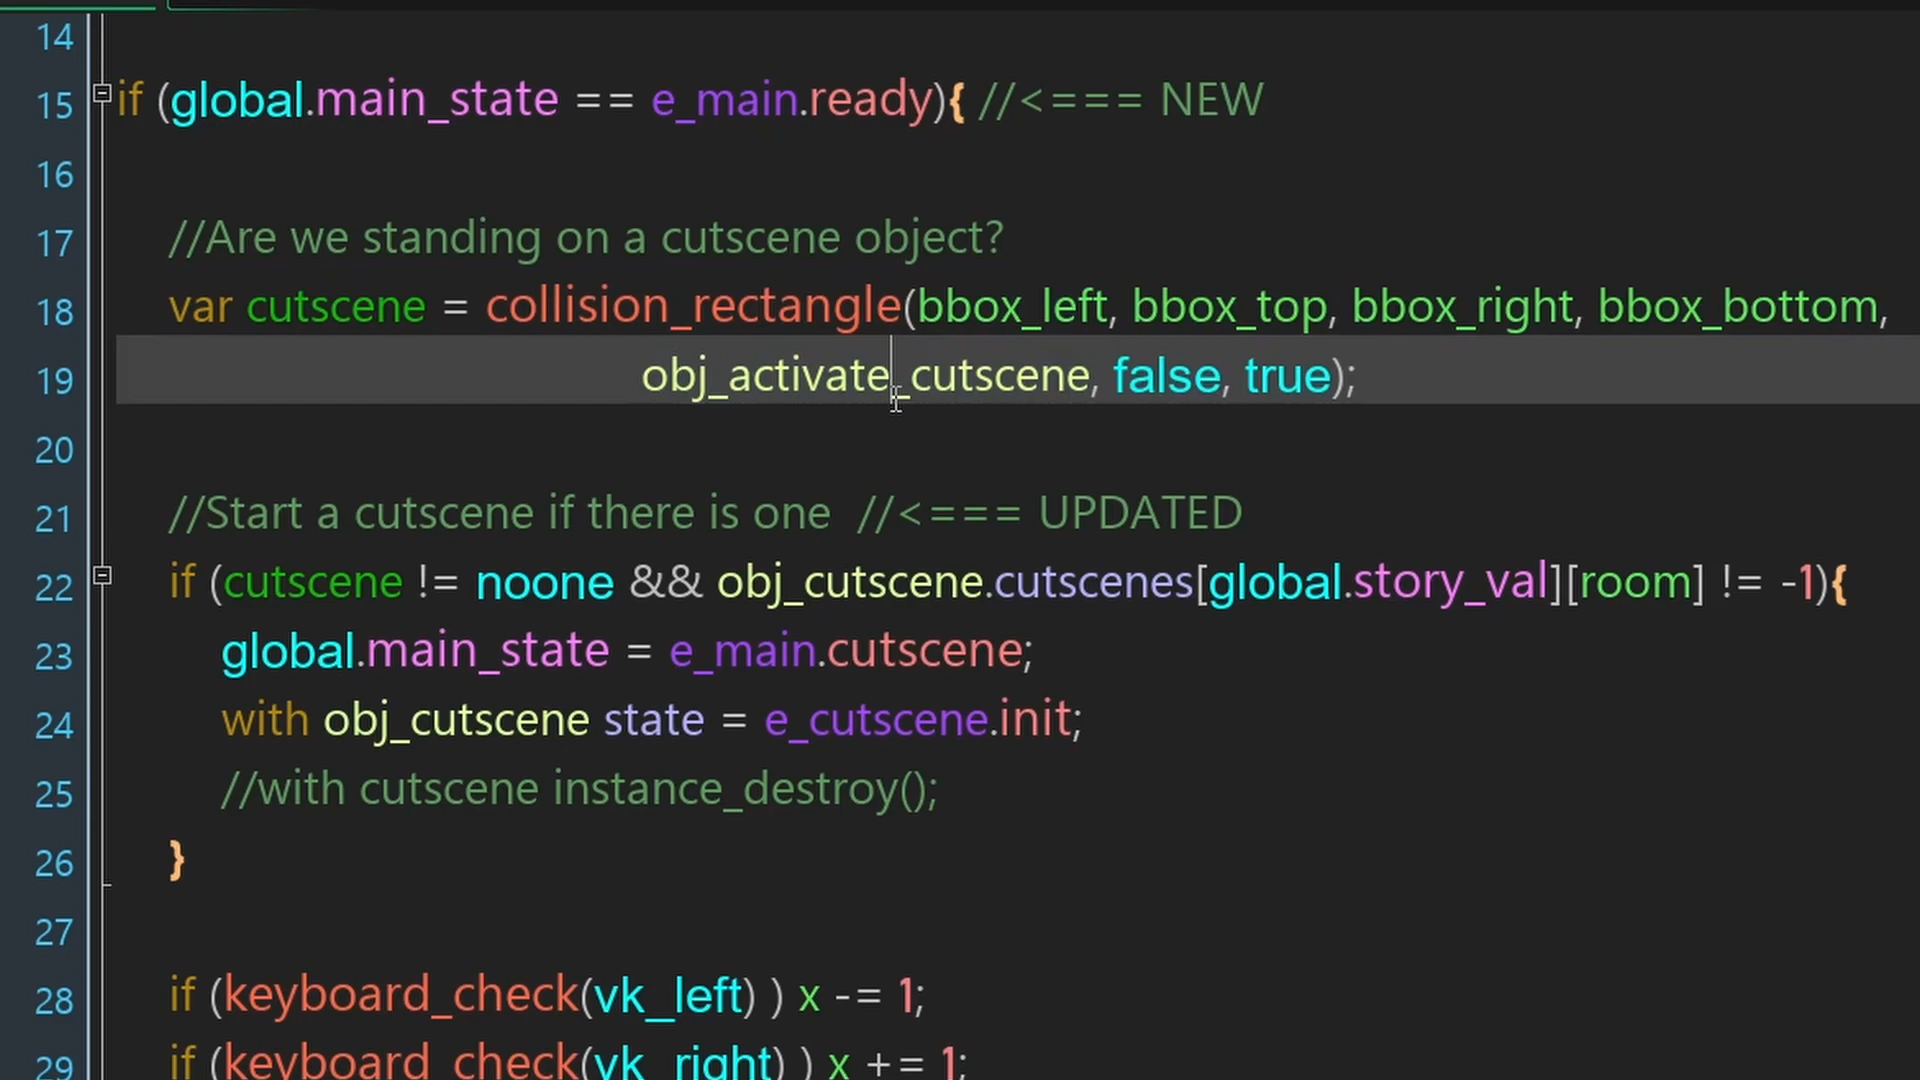 14
15 if (global.main_state == e_main.ready){ //<=== NEW
16
17 //Are we standing on a cutscene object?
18 var cutscene = collision_rectangle(bbox_left, bbox_top, bbox_right, bbox_bottom,
19 obj_activate_cutscene, false, true);
20
21 //Start a cutscene if there is one //<=== UPDATED
22 if (cutscene != noone && obj_cutscene.cutscenes[global.story_val][room] != -1){
23 global.main_state = e_main.cutscene;
24 with obj_cutscene state = e_cutscene.init;
25 //with cutscene instance_destroy();
26 }
27
28 if (keyboard_check(vk_left) ) x -= 1;
29 if (keyboard_check(vk_right) ) x += 1;